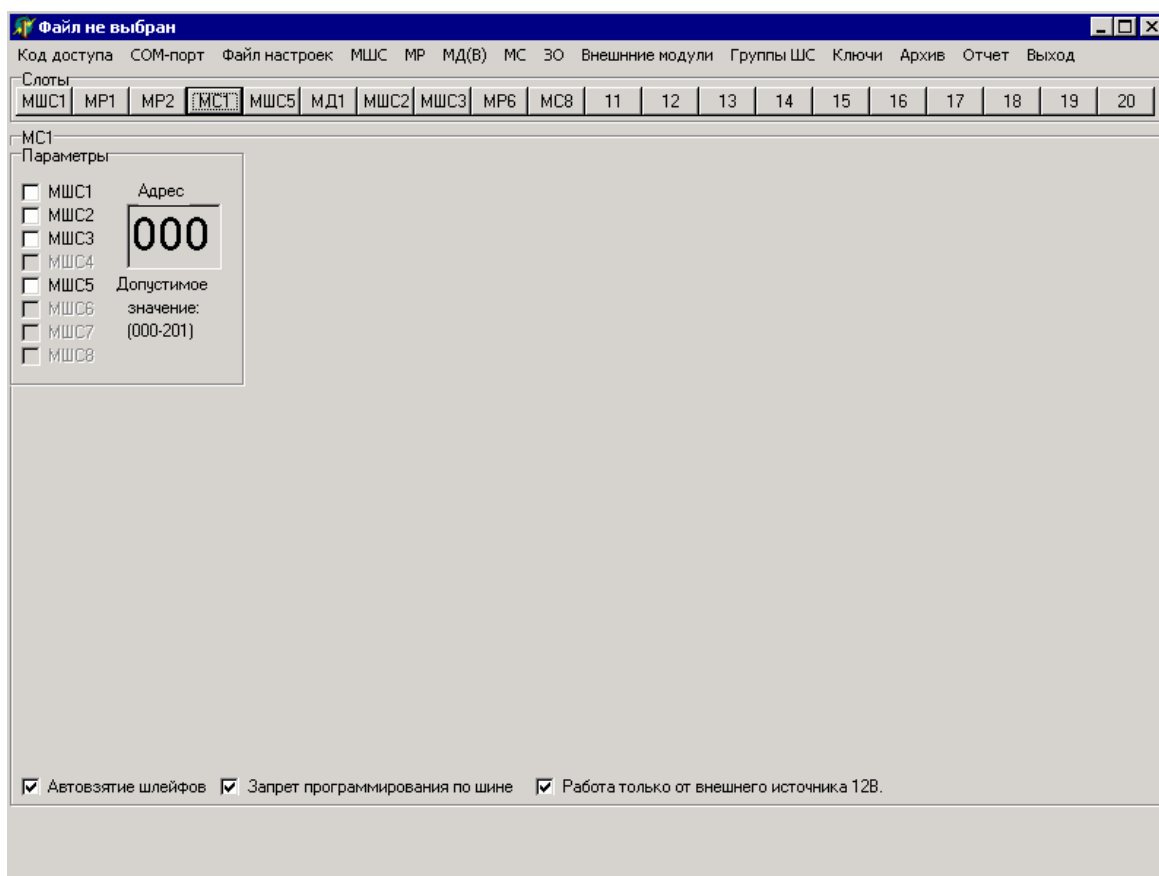 Файл не выбран
Код доступа COM-порт Файл настроек МШС МР МД(В) МС ЗО Внешнние модули Группы ШС Ключи Архив Отчет Выход
Слоты
МШС1 МР1 МР2 МС1 МШС5 МД1 МШС2 МШС3 МР6 МС8 11 12 13 14 15 16 17 18 19 20
МС1
Параметры
МШС1 Адрес
МШС2
МШС3 000
МШС4
МШС5 Допустимое
МШС6 значение:
МШС7 (000-201)
МШС8
Автовзятие шлейфов Запрет программирования по шине Работа только от внешнего источника 12В.